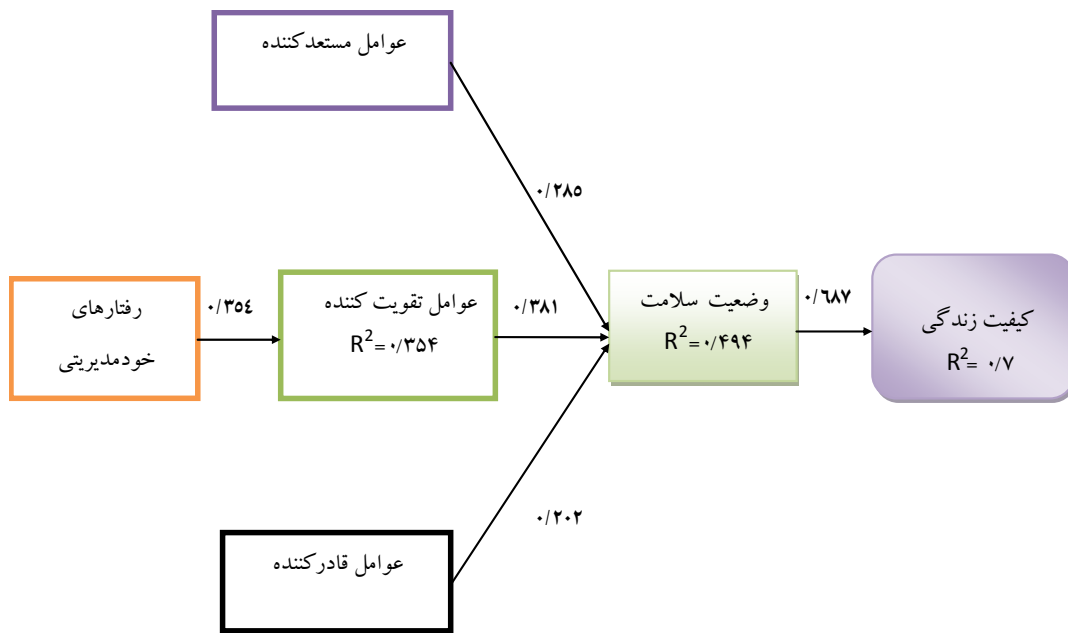 عوامل مستعدکننده
۰/۲۸۵
رفتارهای
خودمدیریتی
۰/۳۵٤
عوامل تقویت کننده
R²=۰/۳۵۴
۰/۳۸۱
وضعیت سلامت
R²=۰/۴۹۴
۰/٦۸۷
کیفیت زندگی
R²= ۰/۷
۰/۲۰۲
عوامل قادرکننده